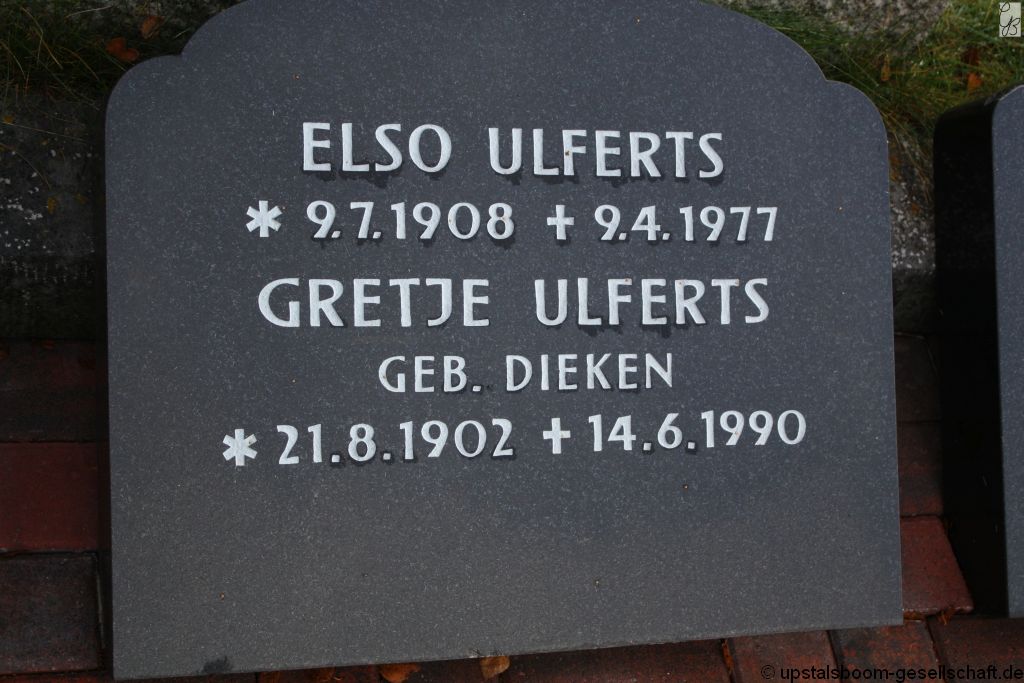 ELSO ULFERTS
* 9.7.1908 ✝ 9.4.1977
GRETJE ULFERTS
GEB. DIEKEN
* 21.8.1902 ✝ 14.6.1990
© upstalsboom-gesellschaft.de